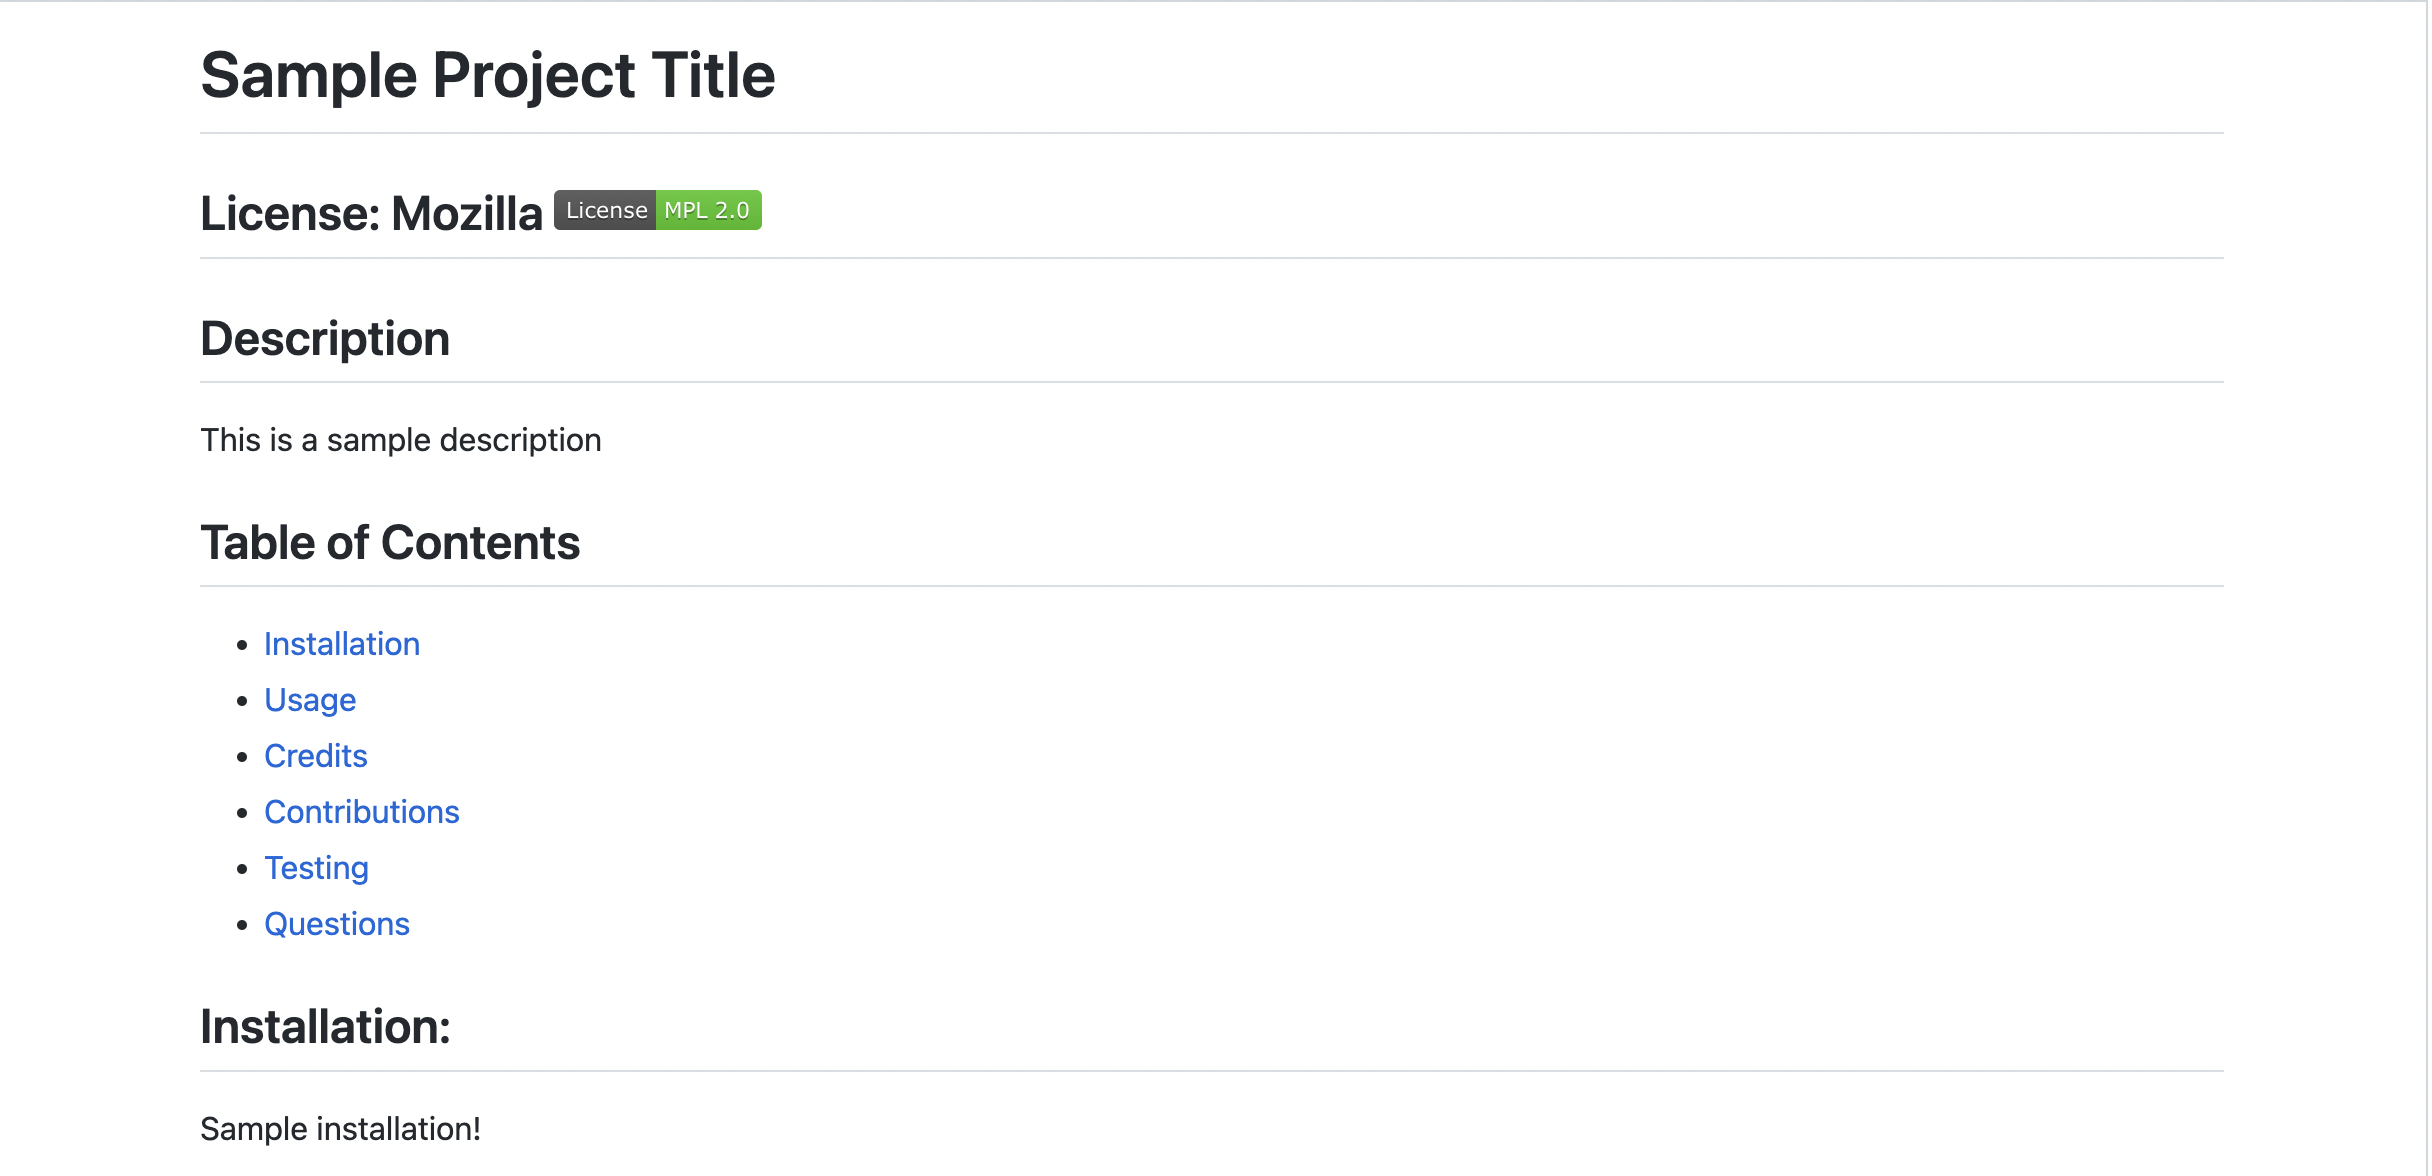 Sample Project Title
License: Mozilla License MPL 2.0
Description
This is a sample description
Table of Contents
Installation
Usage
Credits
Contributions
Testing
Questions
Installation:
Sample installation!